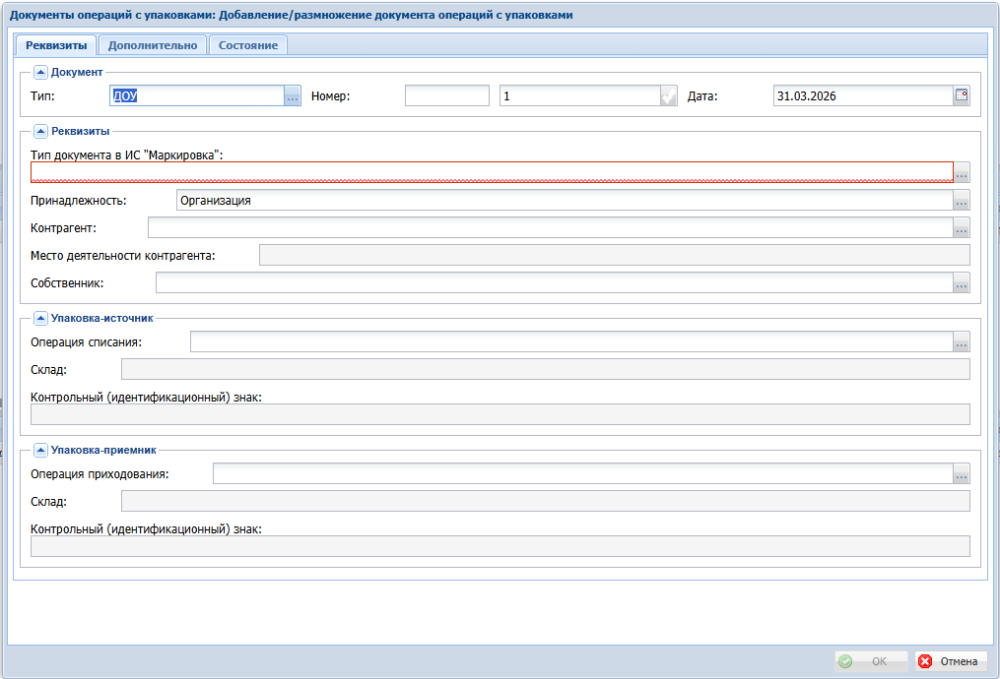 Документы операций с упаковками: Добавление/размножение документа операций с упаковками
Реквизиты Дополнительно Состояние
Документ
Тип: ДОУ ... Номер: 1 Дата: 31.03.2026
Реквизиты
Тип документа в ИС "Маркировка":
...
Принадлежность: Организация ...
Контрагент: ...
Место деятельности контрагента:
Собственник: ...
Упаковка-источник
Операция списания: ...
Склад:
Контрольный (идентификационный) знак:
Упаковка-приемник
Операция приходования: ...
Склад:
Контрольный (идентификационный) знак:
ОК Отмена